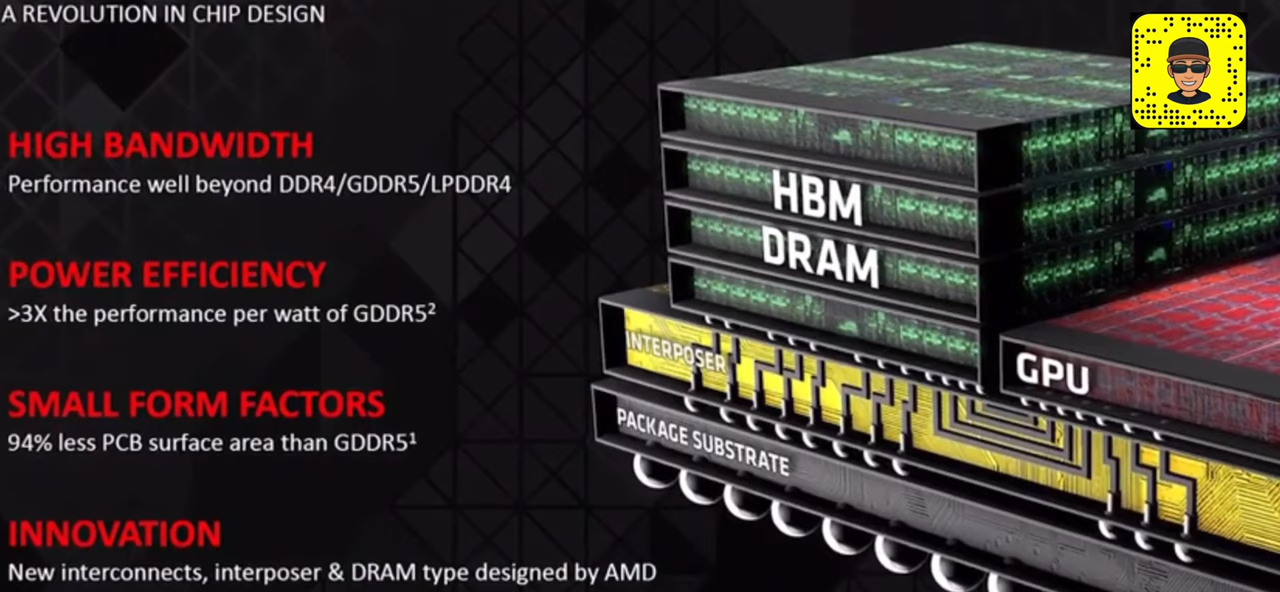 A REVOLUTION IN CHIP DESIGN
HIGH BANDWIDTH
Performance well beyond DDR4/GDDR5/LPDDR4
POWER EFFICIENCY
>3X the performance per watt of GDDR5²
SMALL FORM FACTORS
94% less PCB surface area than GDDR5¹
INNOVATION
New interconnects, interposer & DRAM type designed by AMD
HBM
DRAM
INTERPOSER
GPU
PACKAGE SUBSTRATE